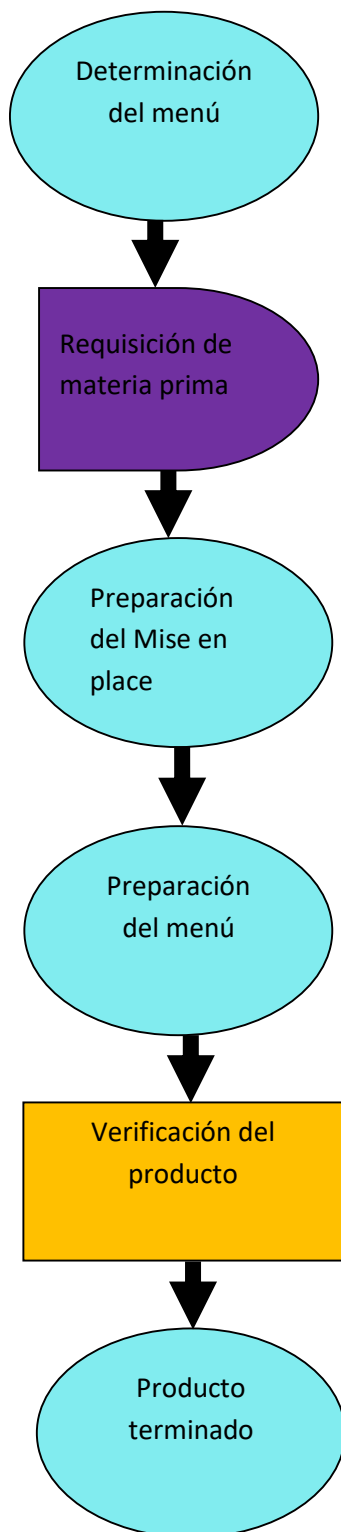 Determinación
del menú
Requisición de
materia prima
Preparación
del Mise en
place
Preparación
del menú
Verificación del
producto
Producto
terminado